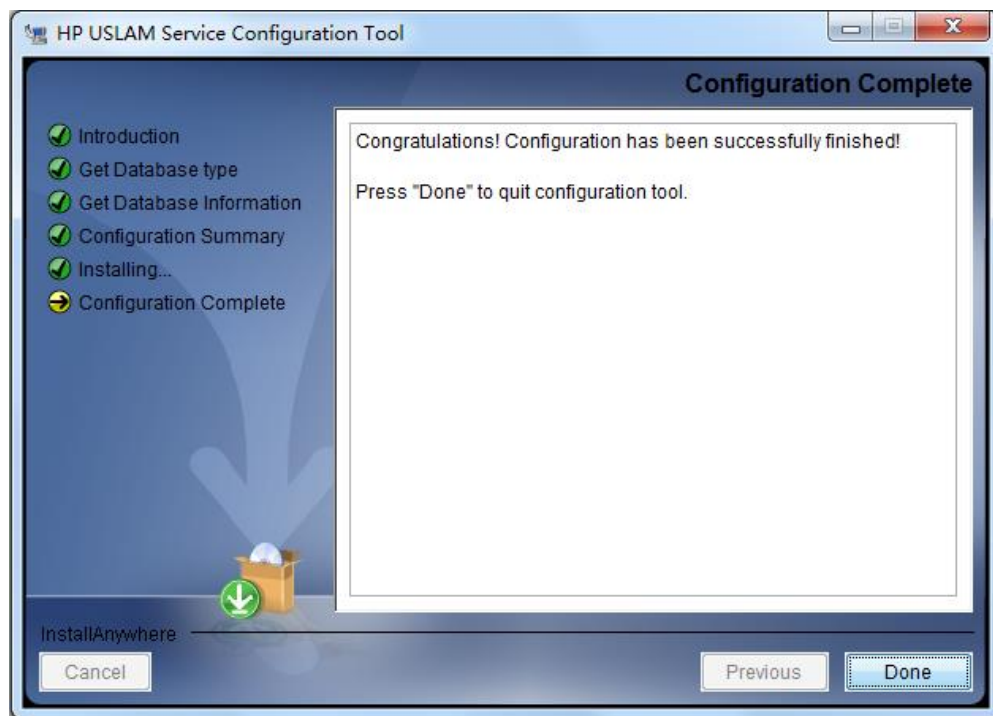 HP USLAM Service Configuration Tool
Configuration Complete
Introduction
Get Database type
Get Database Information
Configuration Summary
Installing...
Configuration Complete
Congratulations! Configuration has been successfully finished!
Press "Done" to quit configuration tool.
InstallAnywhere
Cancel
Previous
Done